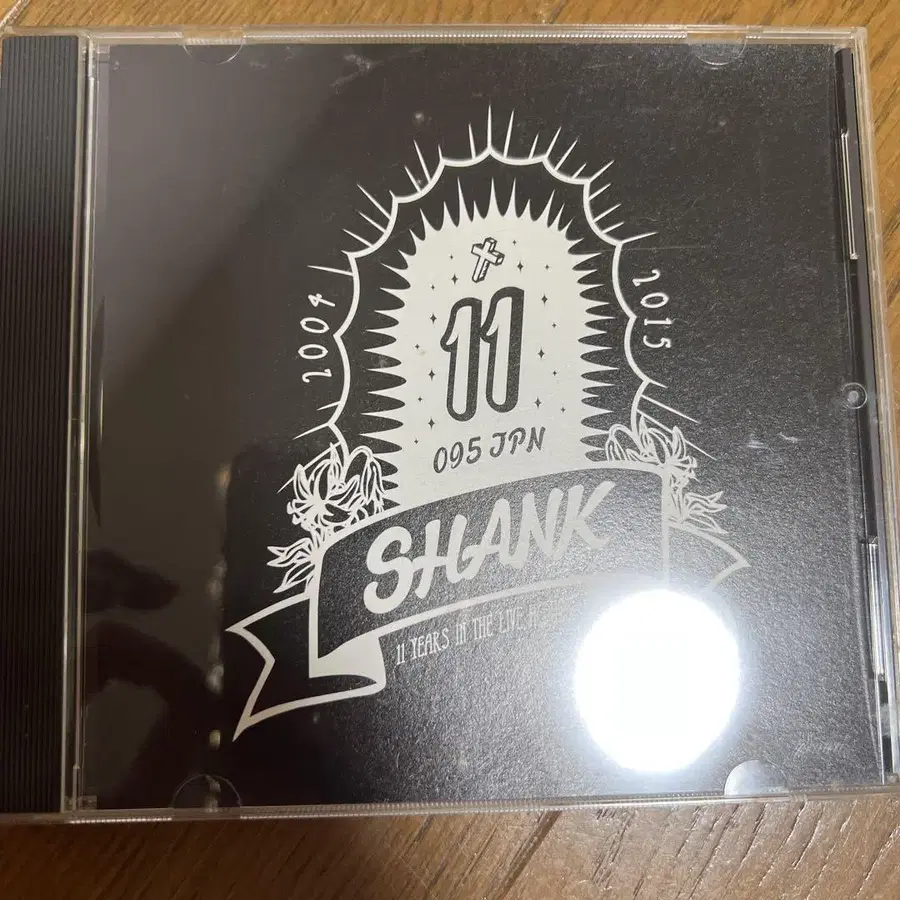 2004
2015
11
095 JPN
SHANK
11 YEARS IN THE LIVE